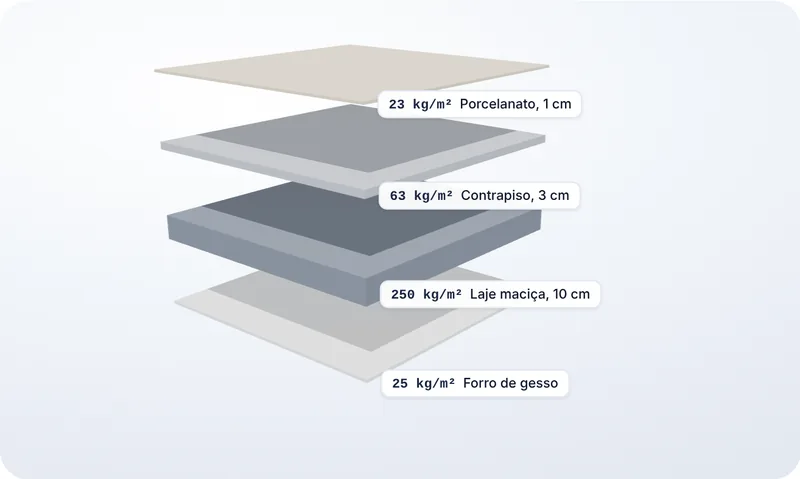 23 kg/m² Porcelanato, 1 cm
63 kg/m² Contrapiso, 3 cm
250 kg/m² Laje maciça, 10 cm
25 kg/m² Forro de gesso